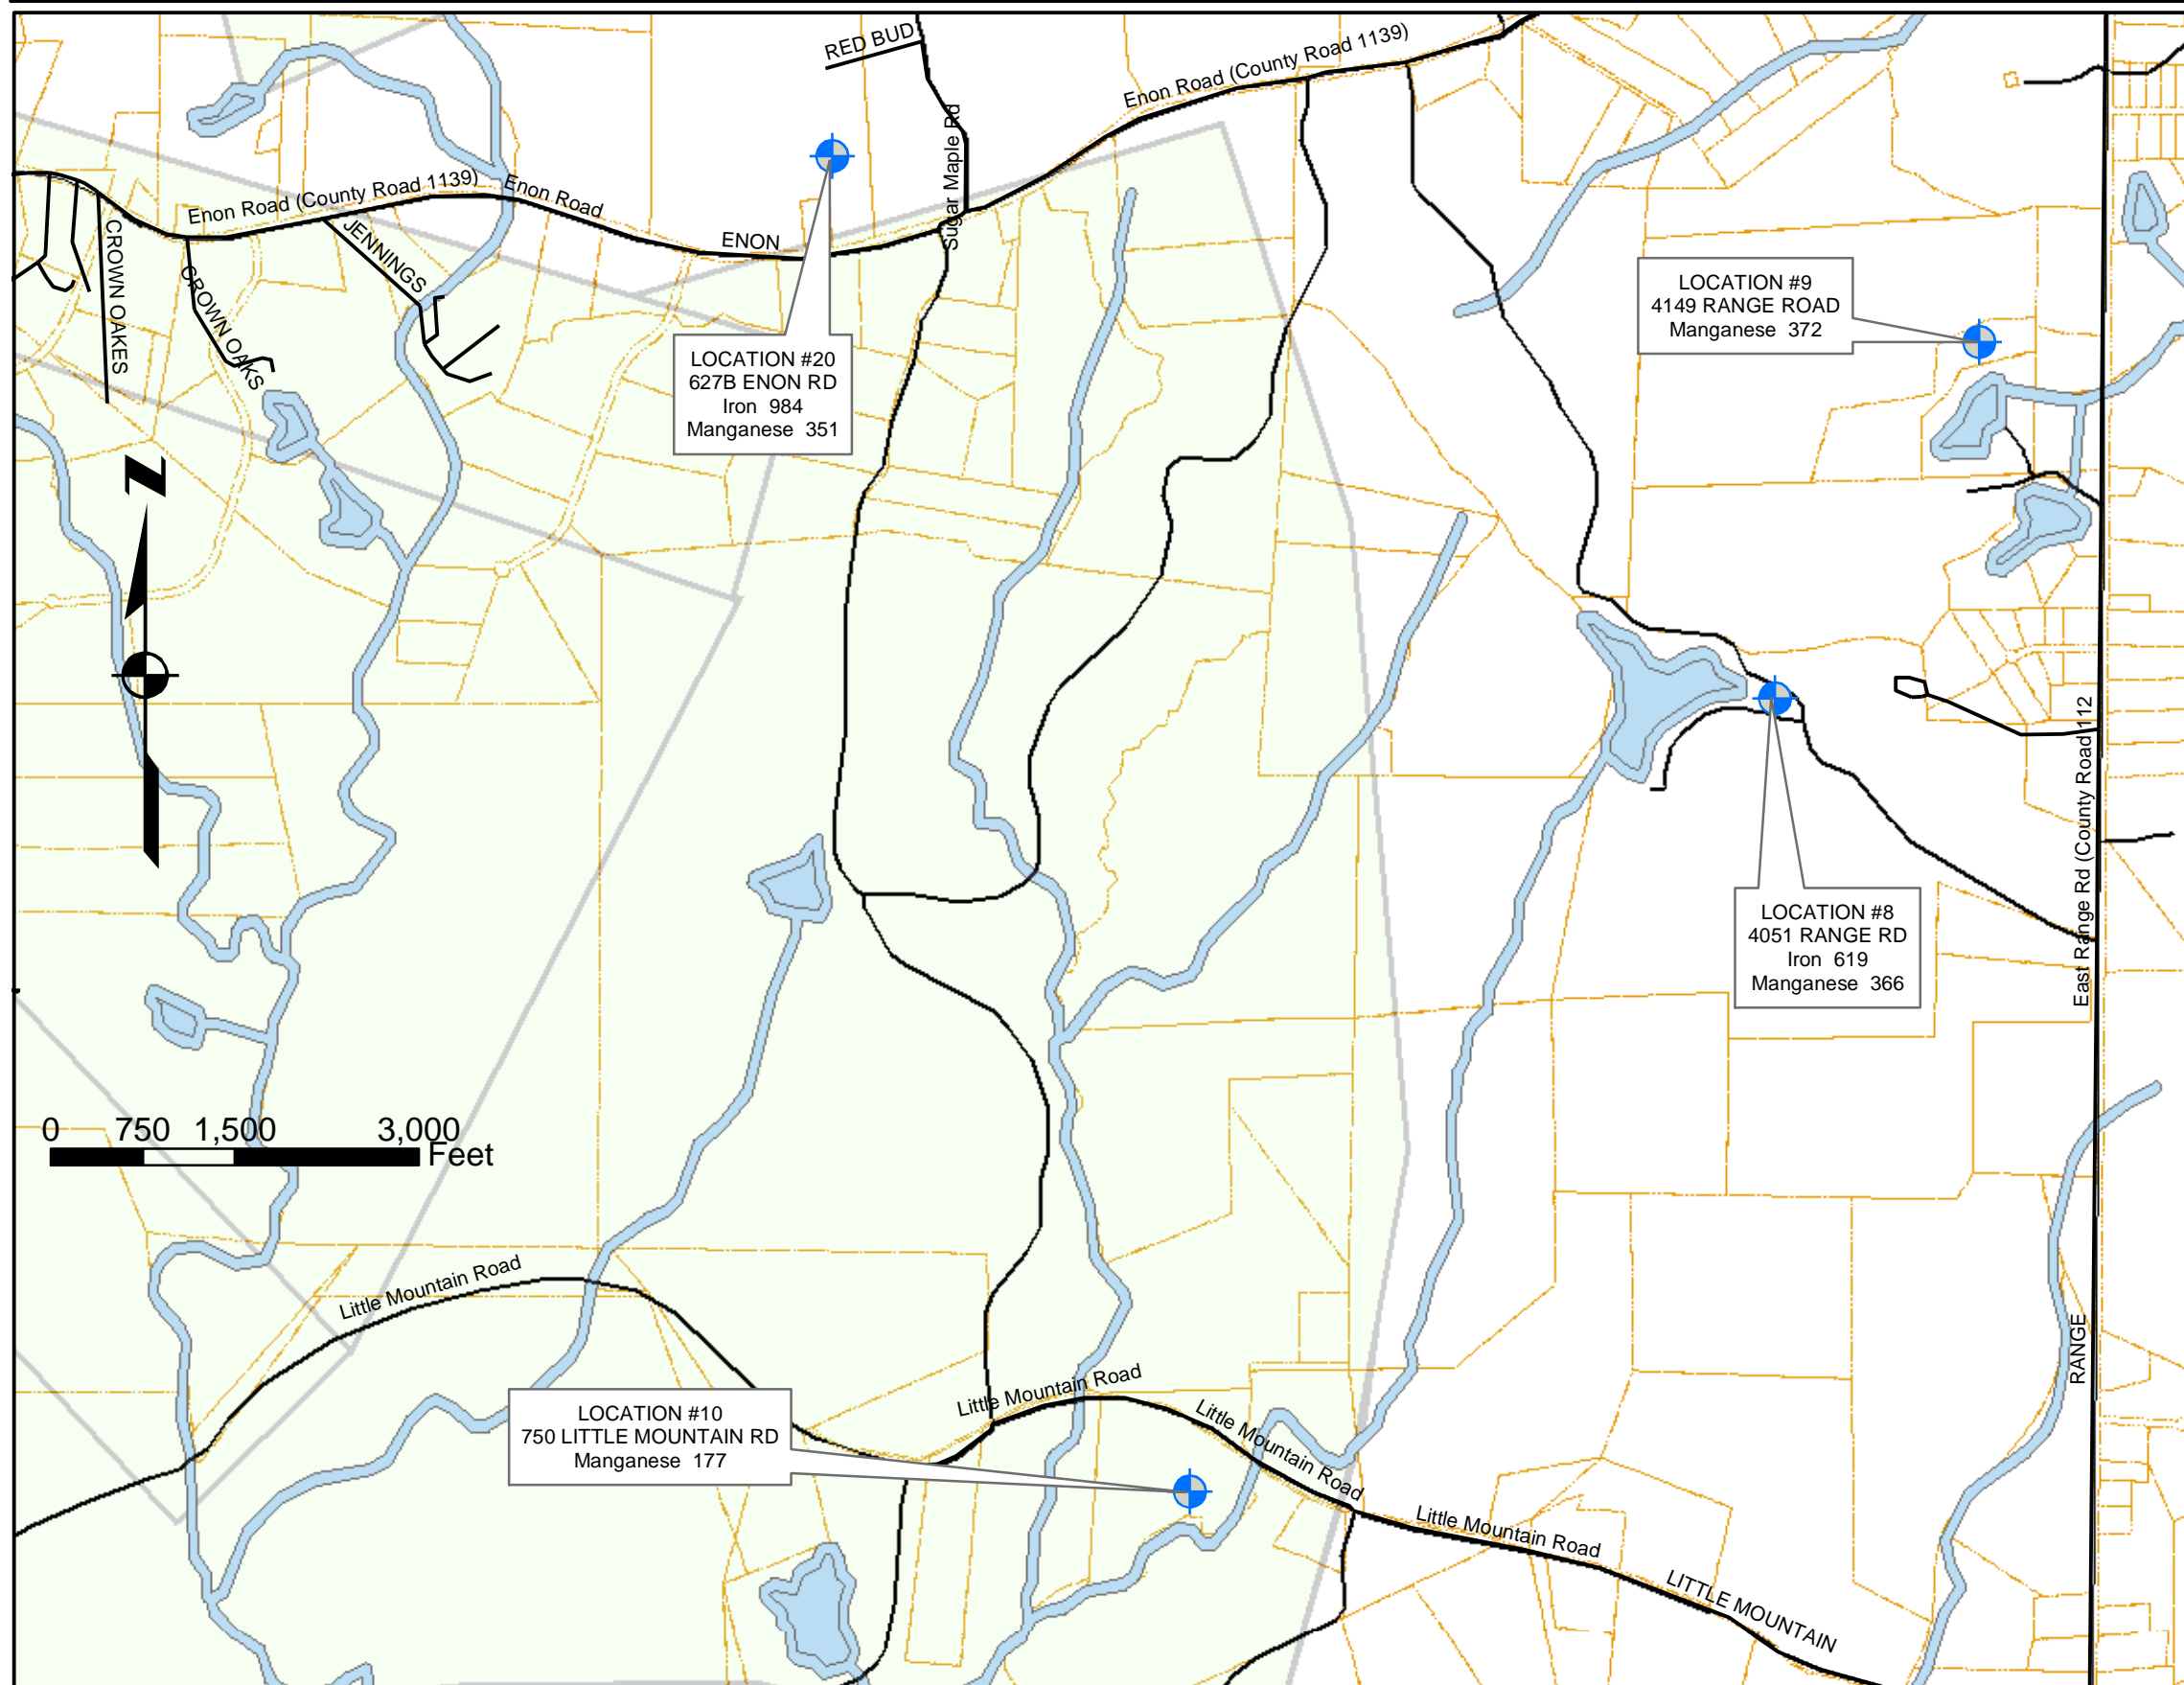 RED BUD
Enon Road (County Road 1139)
Sugar Maple Rd
Enon Road (County Road 1139)
Enon Road
ENON
JENNINGS
CROWN OAKES
CROWN OAKS
LOCATION #9
4149 RANGE ROAD
Manganese 372
LOCATION #20
627B ENON RD
Iron 984
Manganese 351
N
East Range Rd (County Road 112
LOCATION #8
4051 RANGE RD
Iron 619
Manganese 366
0 750 1,500 3,000
Feet
Little Mountain Road
RANGE
Little Mountain Road
Little Mountain Road
LOCATION #10
750 LITTLE MOUNTAIN RD
Manganese 177
Little Mountain Road
LITTLE MOUNTAIN